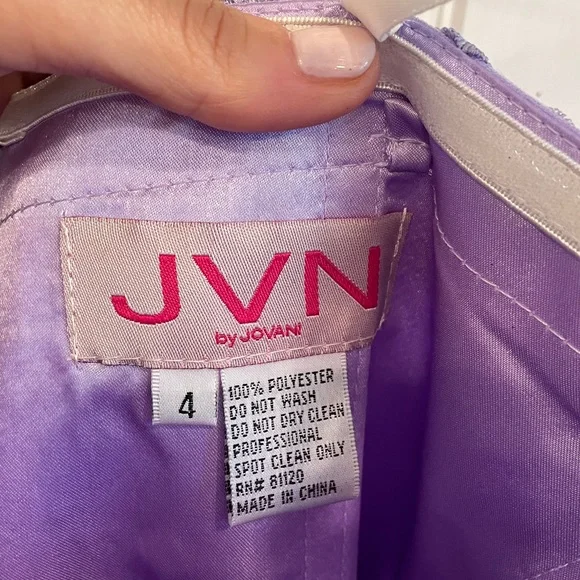 JVN
by JOVANI
4
100% POLYESTER
DO NOT WASH
DO NOT DRY CLEAN
PROFESSIONAL
SPOT CLEAN ONLY
RN# 81120
MADE IN CHINA